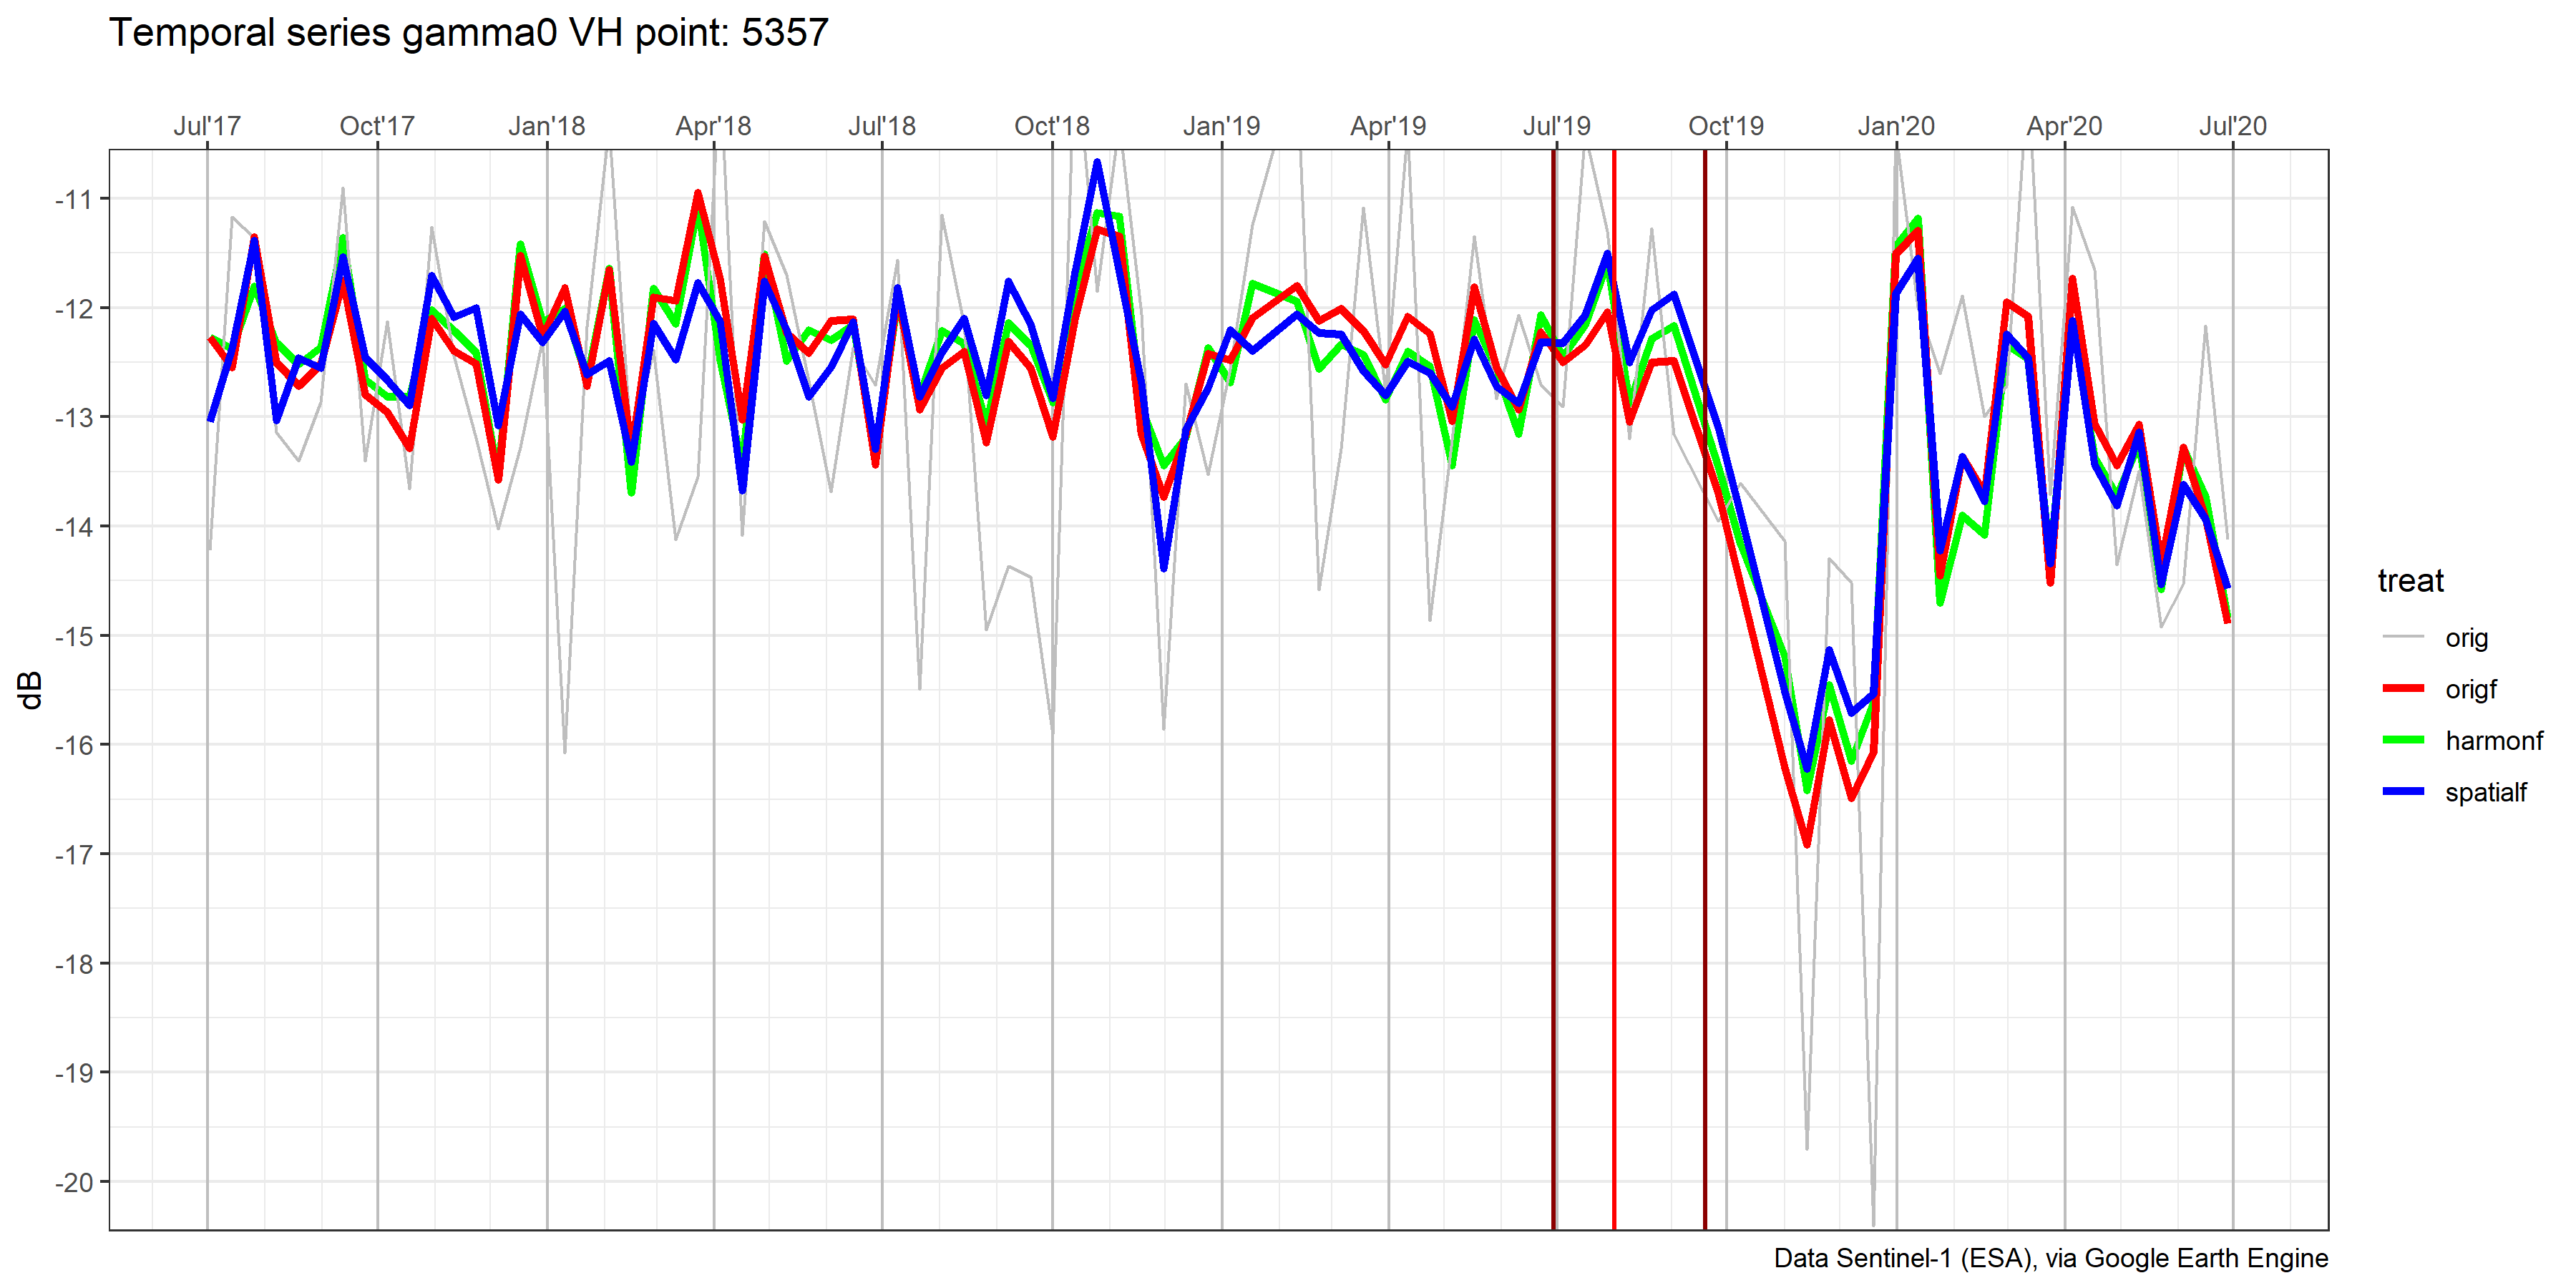 Temporal series gamma0 VH point: 5357
Jul'17 Oct'17 Jan'18 Apr'18 Jul'18 Oct'18 Jan'19 Apr'19 Jul'19 Oct'19 Jan'20 Apr'20 Jul'20
-11
-12
-13
-14
-15
-16
-17
-18
-19
-20
dB
treat
orig
origf
harmonf
spatialf
Data Sentinel-1 (ESA), via Google Earth Engine